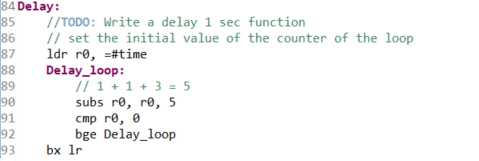 84 Delay:
85     //TODO: Write a delay 1 sec function
86     // set the initial value of the counter of the loop
87     ldr r0, =#time
88     Delay_loop:
89         // 1 + 1 + 3 = 5
90         subs r0, r0, 5
91         cmp r0, 0
92         bge Delay_loop
93     bx lr